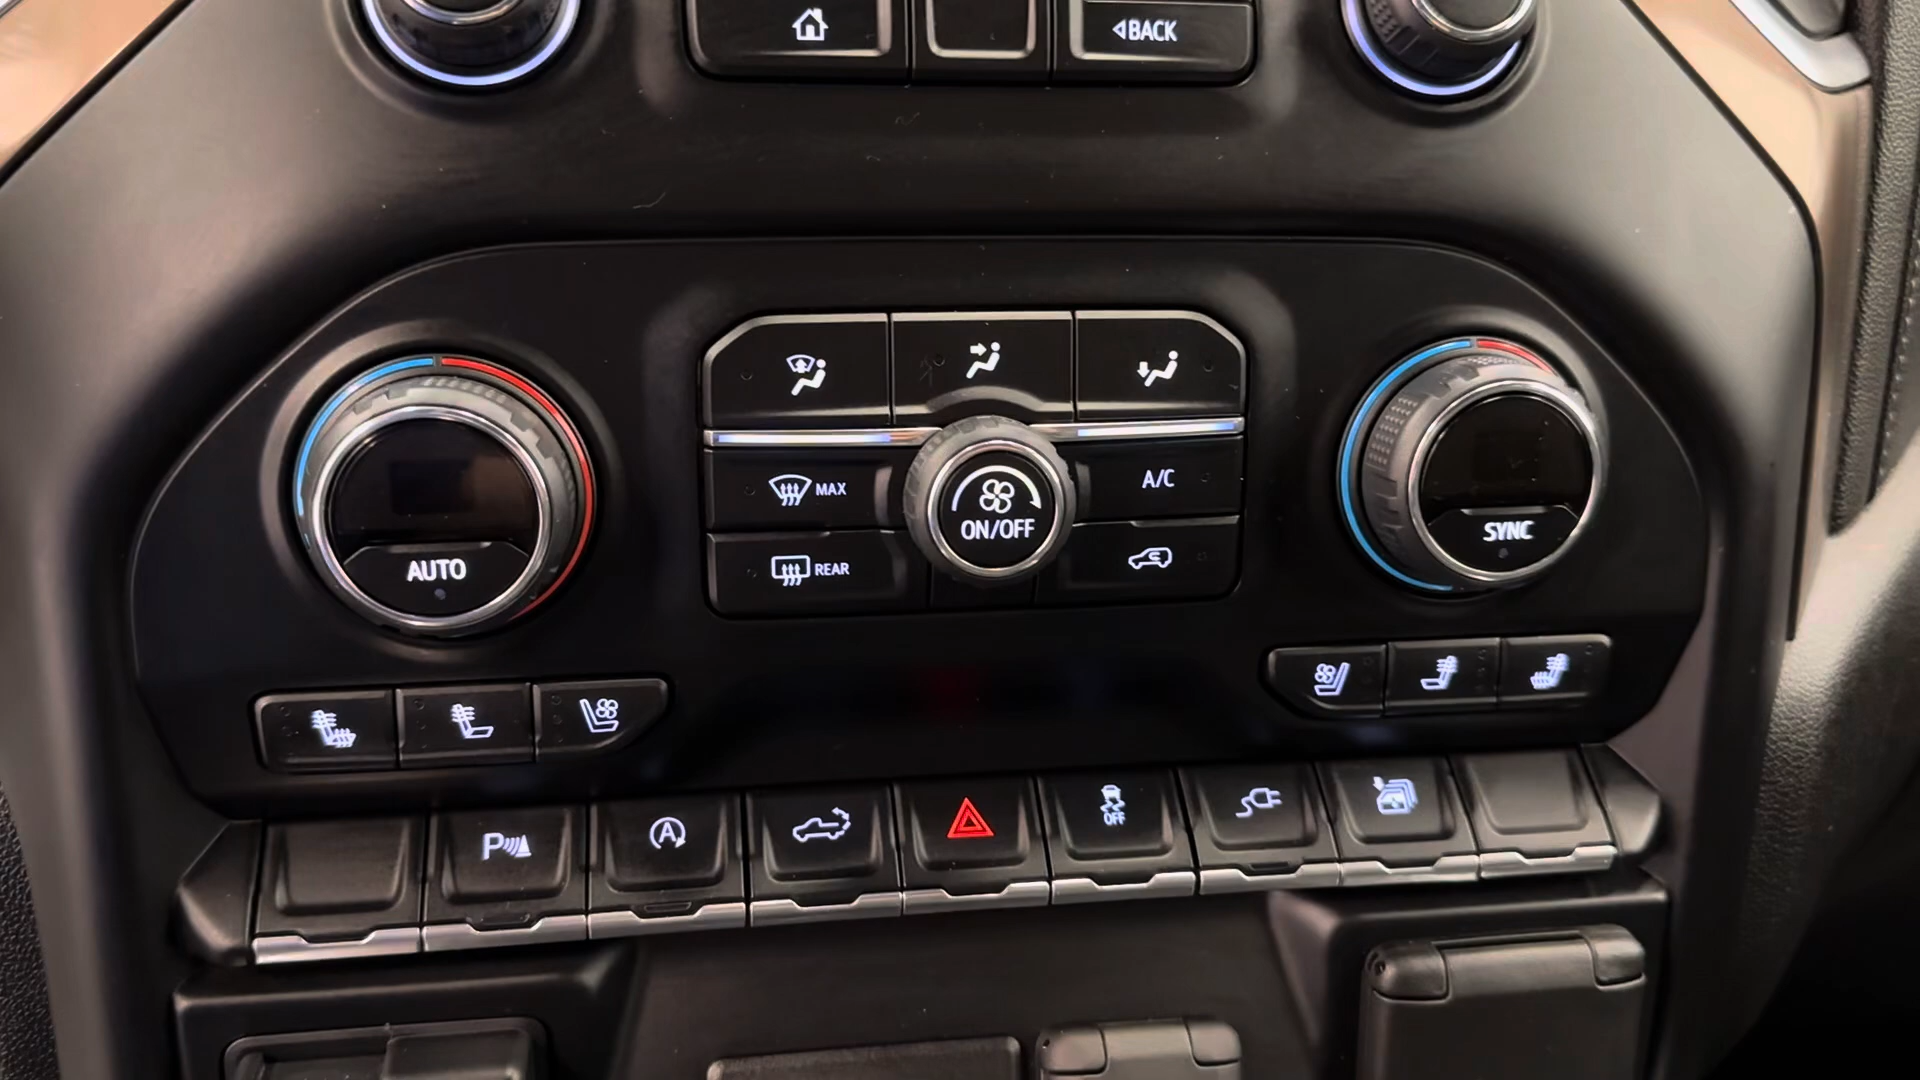 BACK
MAX
A/C
ON/OFF
SYNC
AUTO
REAR
P
A
OFF